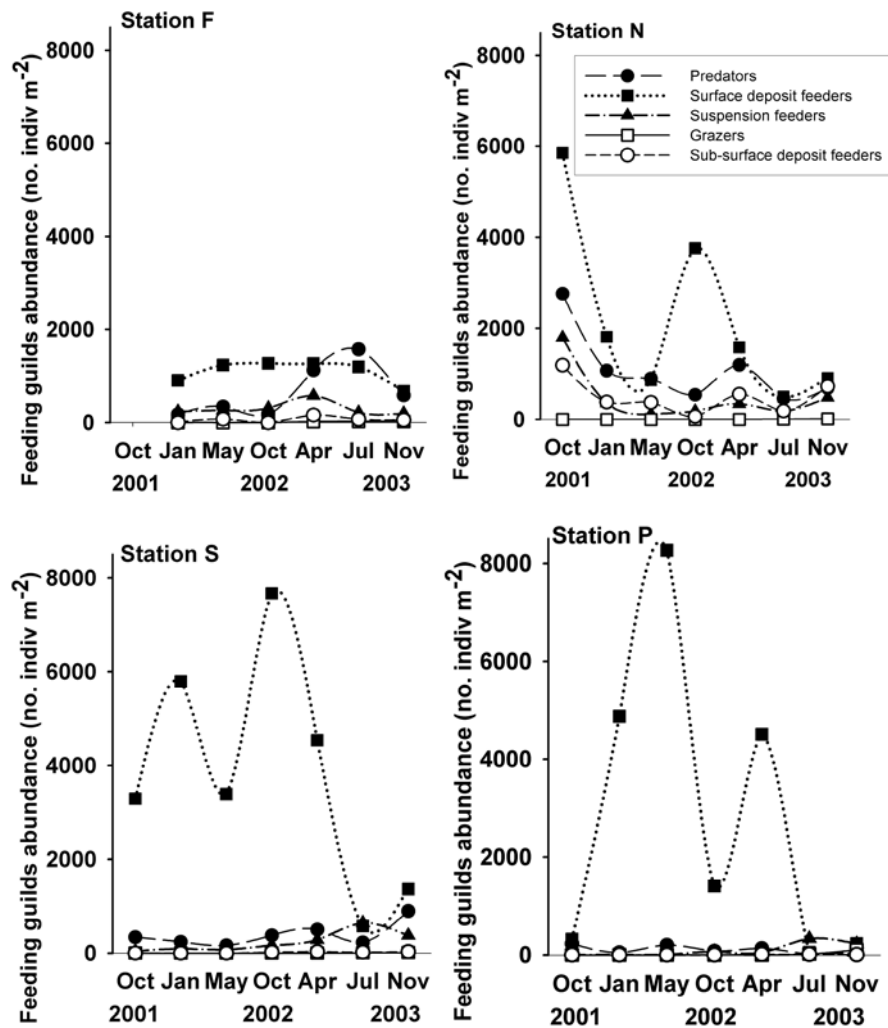 Station F
Feeding guilds abundance (no. indiv m-2)
8000
6000
4000
2000
0
Oct Jan May Oct Apr Jul Nov
2001 2002 2003
Station N
Feeding guilds abundance (no. indiv m-2)
8000
6000
4000
2000
0
Predators
Surface deposit feeders
Suspension feeders
Grazers
Sub-surface deposit feeders
Oct Jan May Oct Apr Jul Nov
2001 2002 2003
Station S
Feeding guilds abundance (no. indiv m-2)
8000
6000
4000
2000
0
Oct Jan May Oct Apr Jul Nov
2001 2002 2003
Station P
Feeding guilds abundance (no. indiv m-2)
8000
6000
4000
2000
0
Oct Jan May Oct Apr Jul Nov
2001 2002 2003